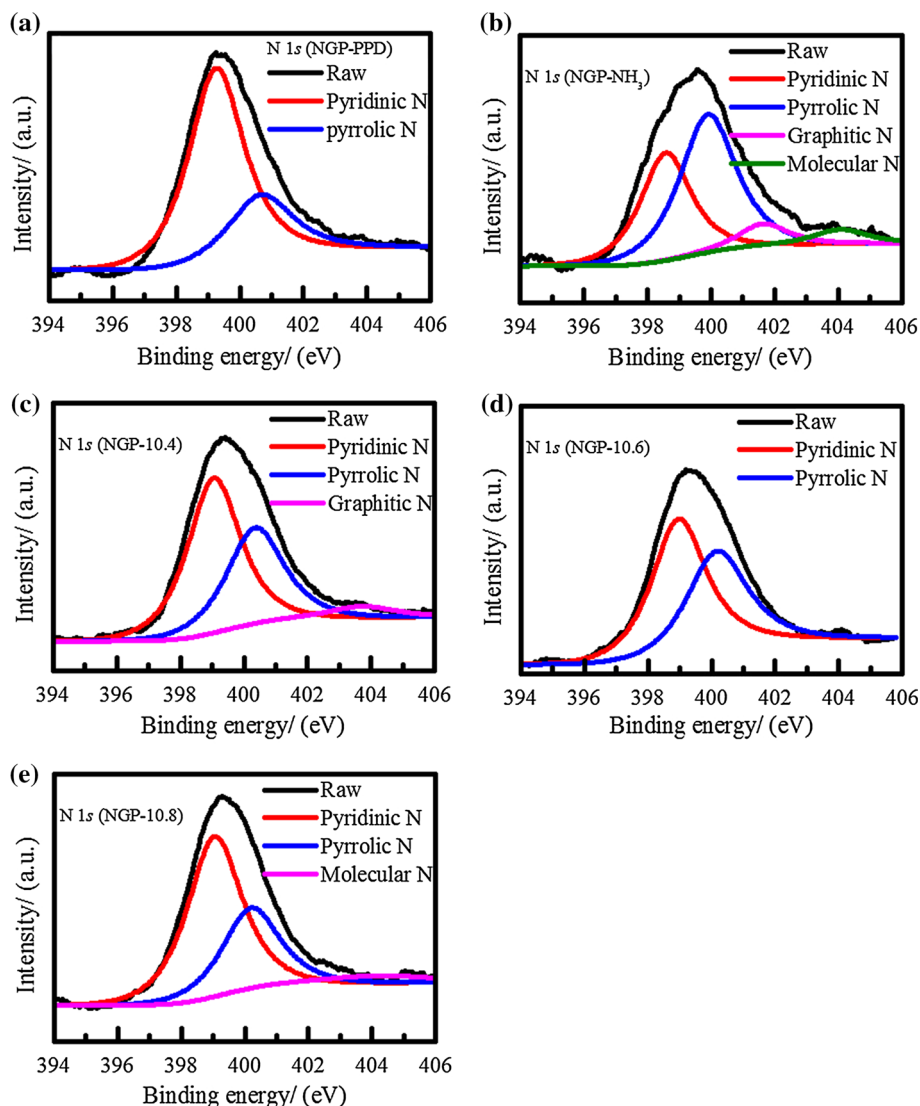 (a)
N 1s (NGP-PPD)
Raw
Pyridinic N
pyrrolic N
Intensity/ (a.u.)
394 396 398 400 402 404 406
Binding energy/ (eV)
(b)
N 1s (NGP-NH₃)
Raw
Pyridinic N
Pyrrolic N
Graphitic N
Molecular N
Intensity/ (a.u.)
394 396 398 400 402 404 406
Binding energy/ (eV)
(c)
N 1s (NGP-10.4)
Raw
Pyridinic N
Pyrrolic N
Graphitic N
Intensity/ (a.u.)
394 396 398 400 402 404 406
Binding energy/ (eV)
(d)
N 1s (NGP-10.6)
Raw
Pyridinic N
Pyrrolic N
Intensity/ (a.u.)
394 396 398 400 402 404 406
Binding energy/ (eV)
(e)
N 1s (NGP-10.8)
Raw
Pyridinic N
Pyrrolic N
Molecular N
Intensity/ (a.u.)
394 396 398 400 402 404 406
Binding energy/ (eV)